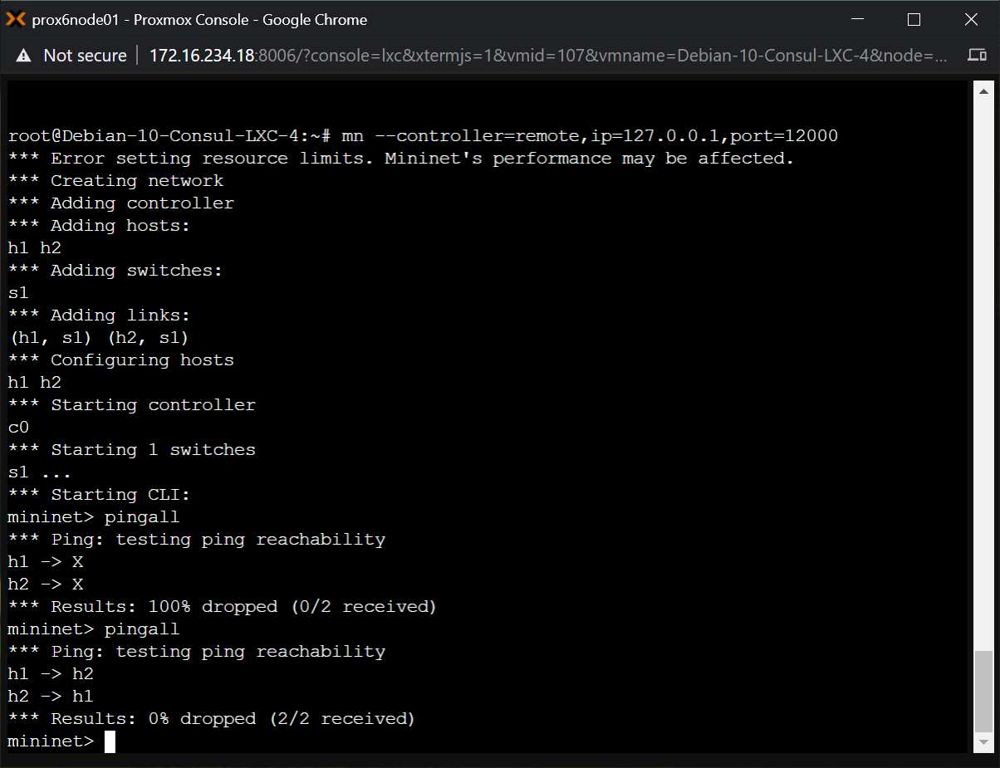 prox6node01 - Proxmox Console - Google Chrome
Not secure | 172.16.234.18:8006/?console=lxc&xtermjs=1&vmid=107&vmname=Debian-10-Consul-LXC-4&node=...
root@Debian-10-Consul-LXC-4:~# mn --controller=remote,ip=127.0.0.1,port=12000
*** Error setting resource limits. Mininet's performance may be affected.
*** Creating network
*** Adding controller
*** Adding hosts:
h1 h2
*** Adding switches:
s1
*** Adding links:
(h1, s1) (h2, s1)
*** Configuring hosts
h1 h2
*** Starting controller
c0
*** Starting 1 switches
s1 ...
*** Starting CLI:
mininet> pingall
*** Ping: testing ping reachability
h1 -> X
h2 -> X
*** Results: 100% dropped (0/2 received)
mininet> pingall
*** Ping: testing ping reachability
h1 -> h2
h2 -> h1
*** Results: 0% dropped (2/2 received)
mininet>